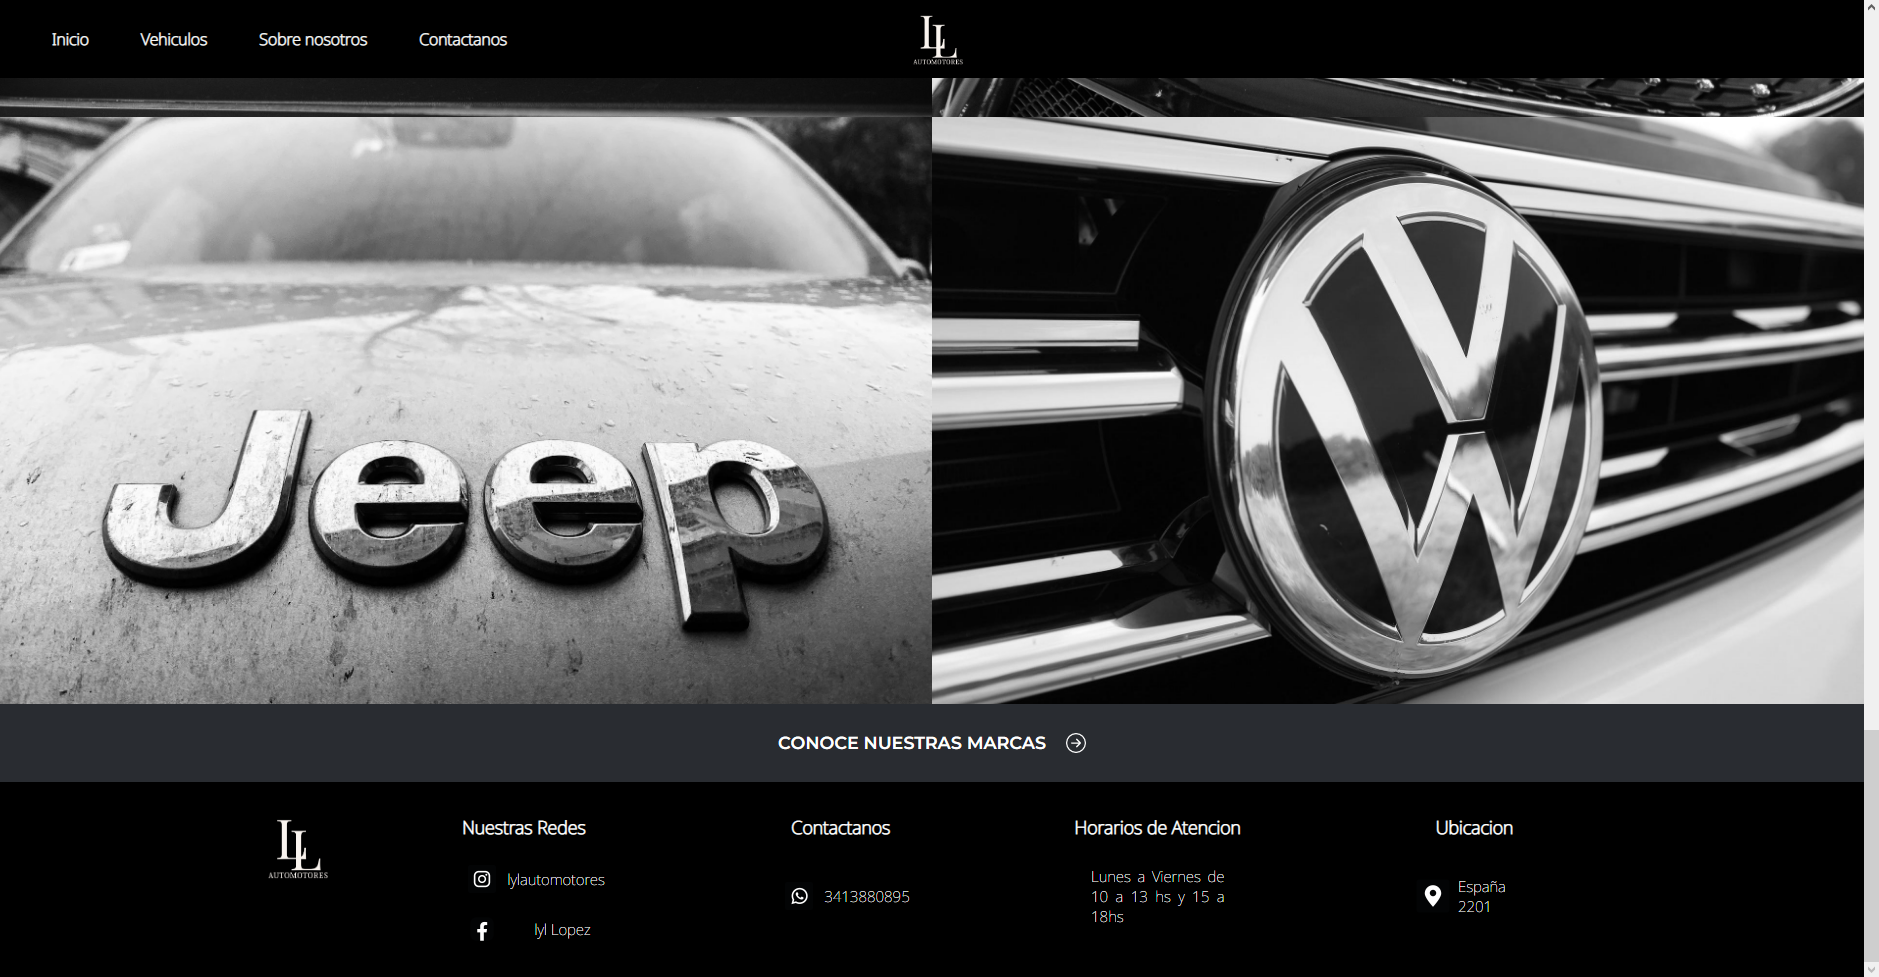 Inicio
Vehiculos
Sobre nosotros
Contactanos
LL
AUTOMOTORES
Jeep
VW
CONOCE NUESTRAS MARCAS
LL
AUTOMOTORES
Nuestras Redes
lylautomotores
lyl Lopez
Contactanos
3413880895
Horarios de Atencion
Lunes a Viernes de
10 a 13 hs y 15 a
18hs
Ubicacion
España
2201